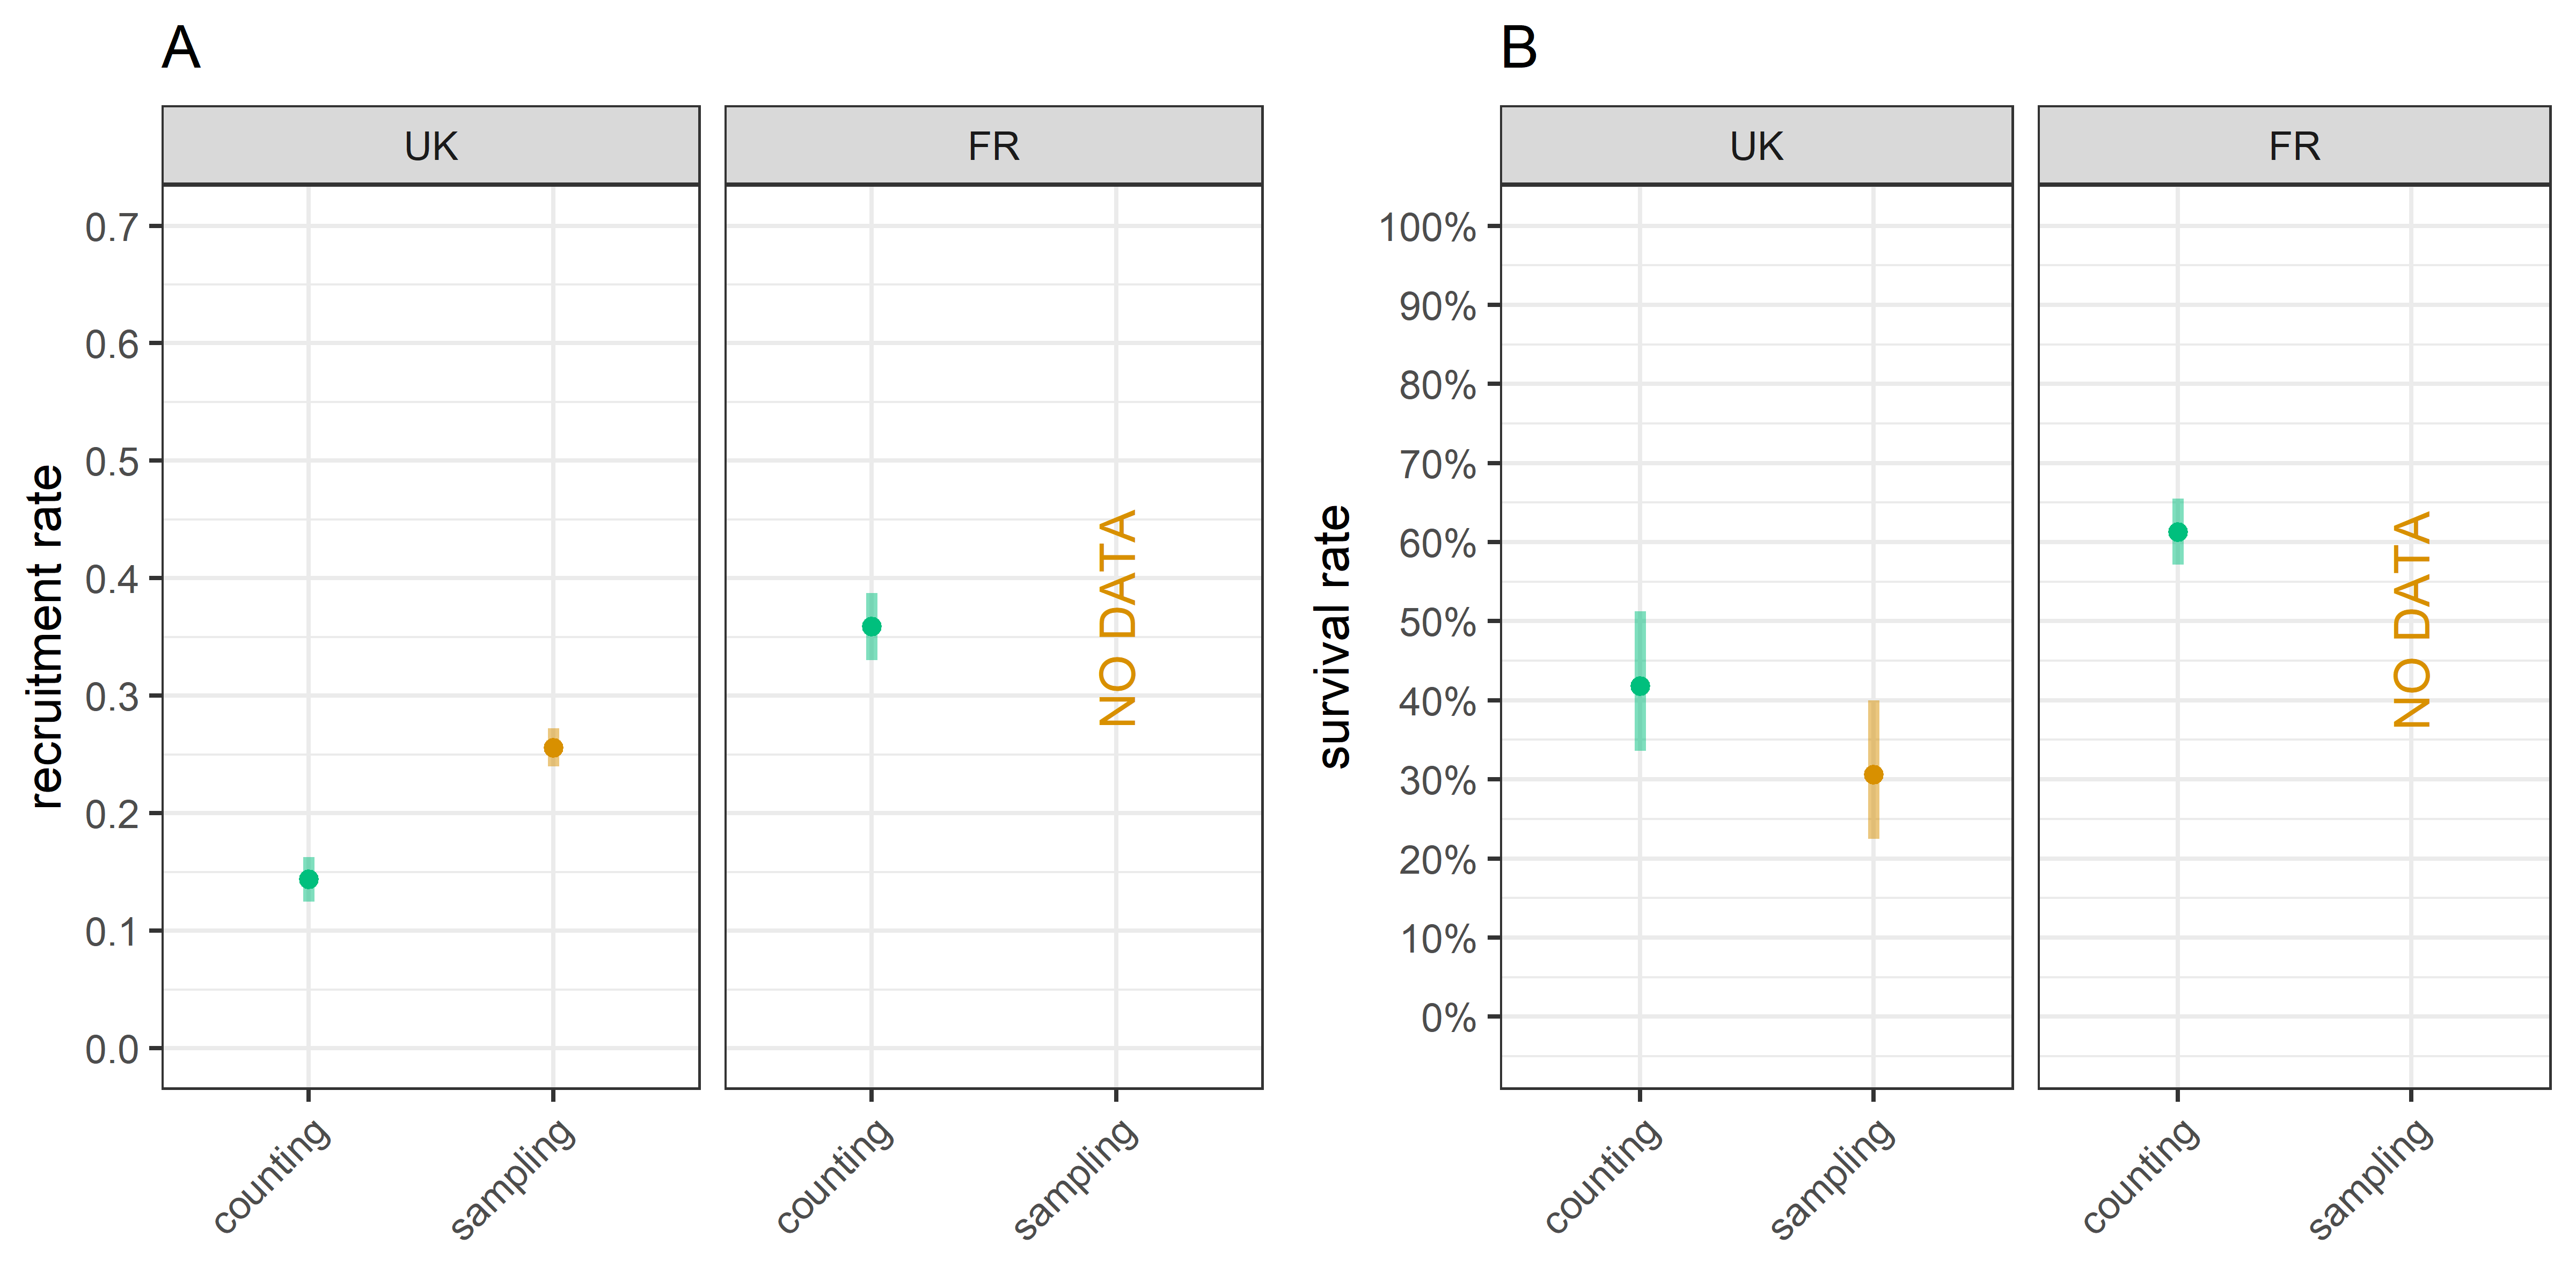 A
UK
FR
recruitment rate
0.7
0.6
0.5
0.4
0.3
0.2
0.1
0.0
NO DATA
counting
sampling
counting
sampling
B
UK
FR
survival rate
100%
90%
80%
70%
60%
50%
40%
30%
20%
10%
0%
NO DATA
counting
sampling
counting
sampling